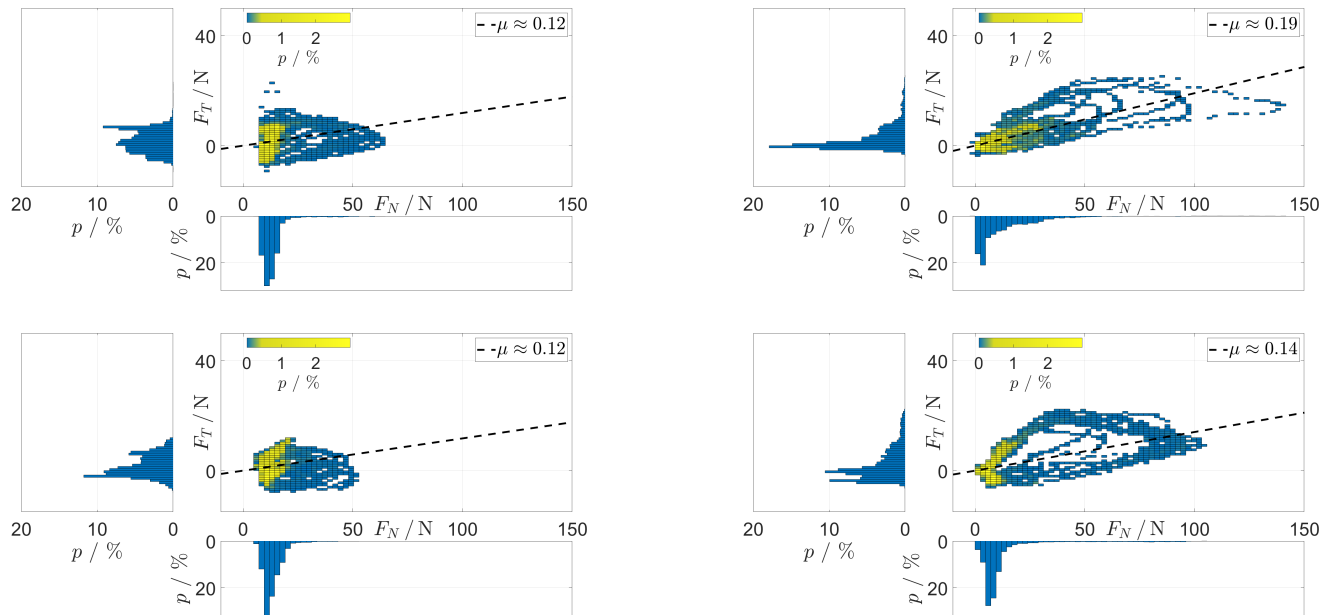 40
0
F_T / N
0 1 2
p / %
--μ ≈ 0.12
20 10 0
p / %
0 50 100 150
F_N / N
0
20
p / %
40
0
F_T / N
0 1 2
p / %
--μ ≈ 0.19
20 10 0
p / %
0 50 100 150
F_N / N
0
20
p / %
40
0
F_T / N
0 1 2
p / %
--μ ≈ 0.12
20 10 0
p / %
0 50 100 150
F_N / N
0
20
p / %
40
0
F_T / N
0 1 2
p / %
--μ ≈ 0.14
20 10 0
p / %
0 50 100 150
F_N / N
0
20
p / %